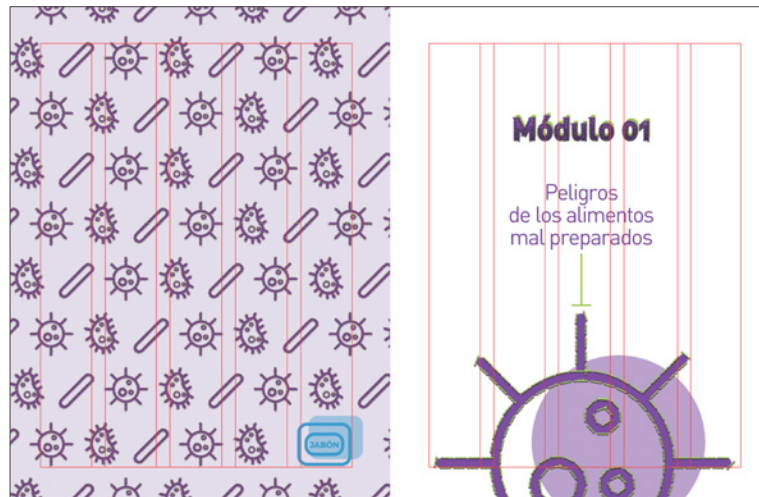 JABÓN
Módulo 01
Peligros
de los alimentos
mal preparados